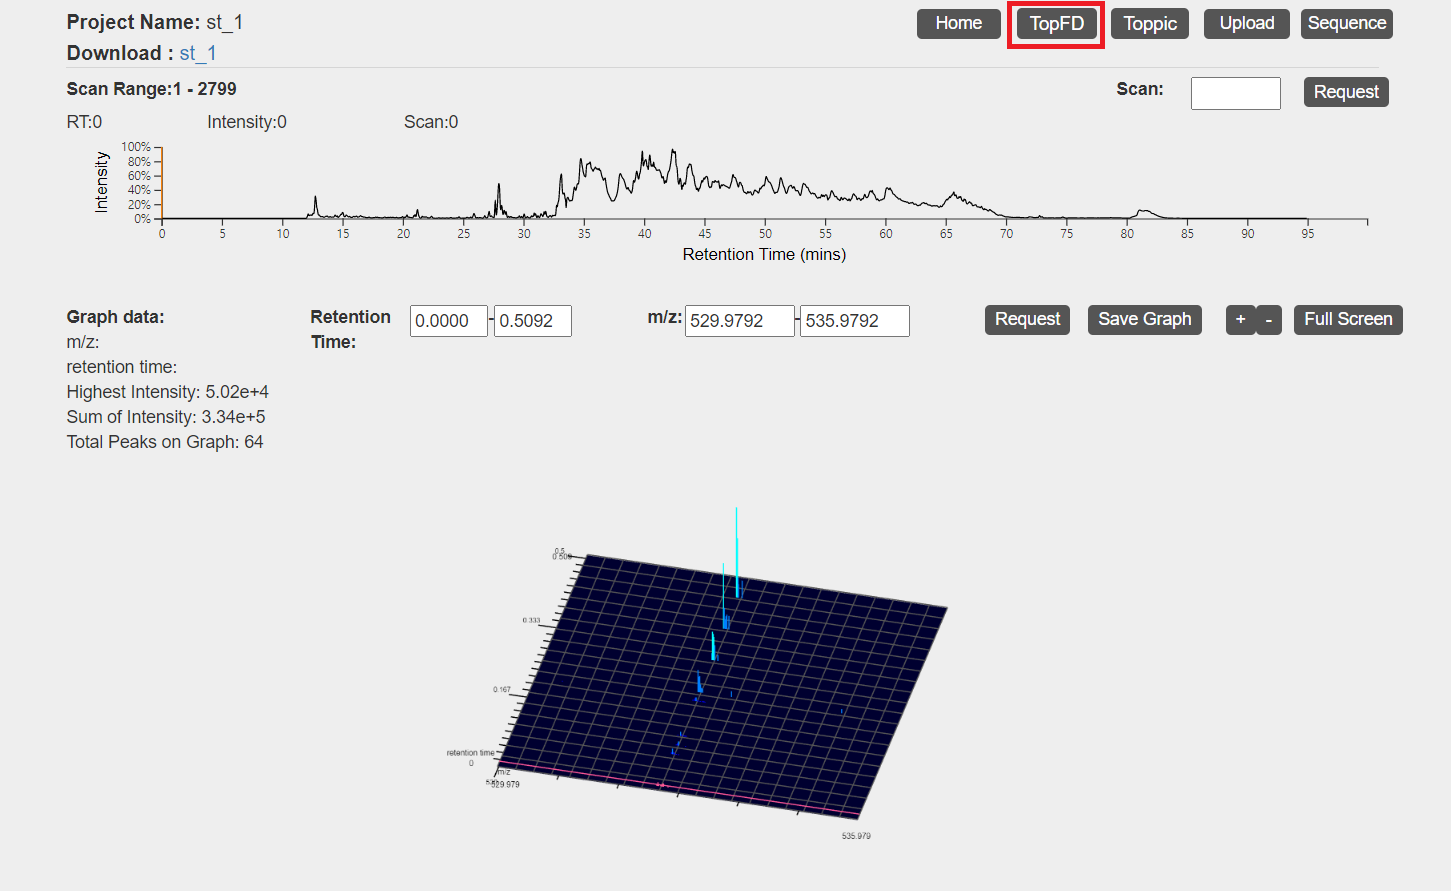 Project Name: st_1
Home TopFD Toppic Upload Sequence
Download : st_1
Scan Range:1 - 2799
Scan: Request
RT:0 Intensity:0 Scan:0
Intensity
100%
80%
60%
40%
20%
0%
0 5 10 15 20 25 30 35 40 45 50 55 60 65 70 75 80 85 90 95
Retention Time (mins)
Graph data:
Retention Time: 0.0000 - 0.5092 m/z: 529.9792 - 535.9792 Request Save Graph + - Full Screen
m/z:
retention time:
Highest Intensity: 5.02e+4
Sum of Intensity: 3.34e+5
Total Peaks on Graph: 64
0.5
0.509
0.333
0.167
retention time
0
m/z
529.979
535.979